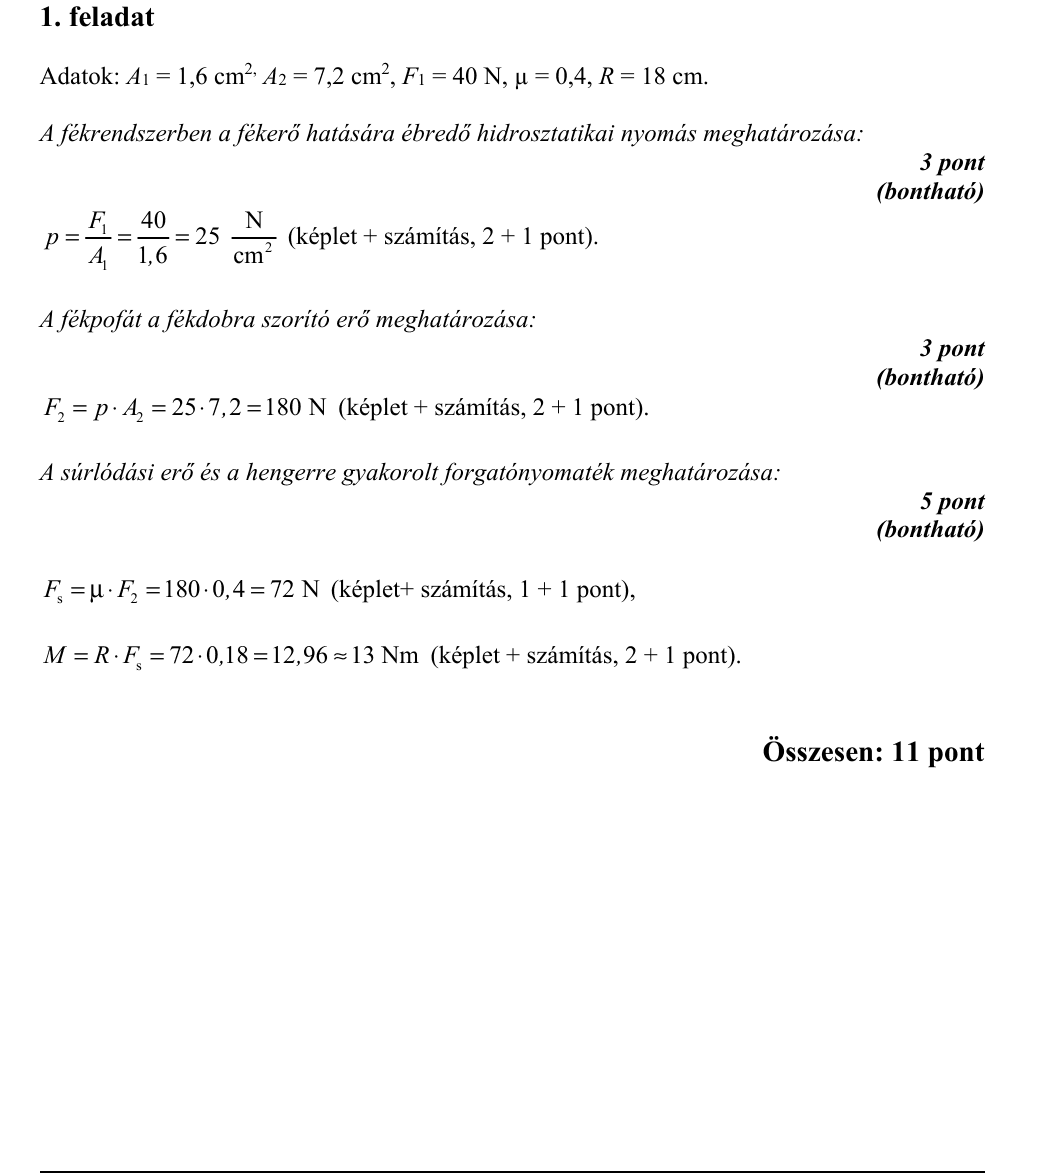 1. feladat
Adatok: A1 = 1,6 cm², A2 = 7,2 cm², F1 = 40 N, μ = 0,4, R = 18 cm.
A fékrendszerben a fékerő hatására ébredő hidrosztatikai nyomás meghatározása:
3 pont
(bontható)
p = F₁/A₁ = 40/1,6 = 25 N/cm² (képlet + számítás, 2 + 1 pont).
A fékpofát a fékdobra szorító erő meghatározása:
3 pont
(bontható)
F₂ = p · A₂ = 25 · 7,2 = 180 N (képlet + számítás, 2 + 1 pont).
A súrlódási erő és a hengerre gyakorolt forgatónyomaték meghatározása:
5 pont
(bontható)
Fₛ = μ · F₂ = 180 · 0,4 = 72 N (képlet+ számítás, 1 + 1 pont),
M = R · Fₛ = 72 · 0,18 = 12,96 ≈ 13 Nm (képlet + számítás, 2 + 1 pont).
Összesen: 11 pont